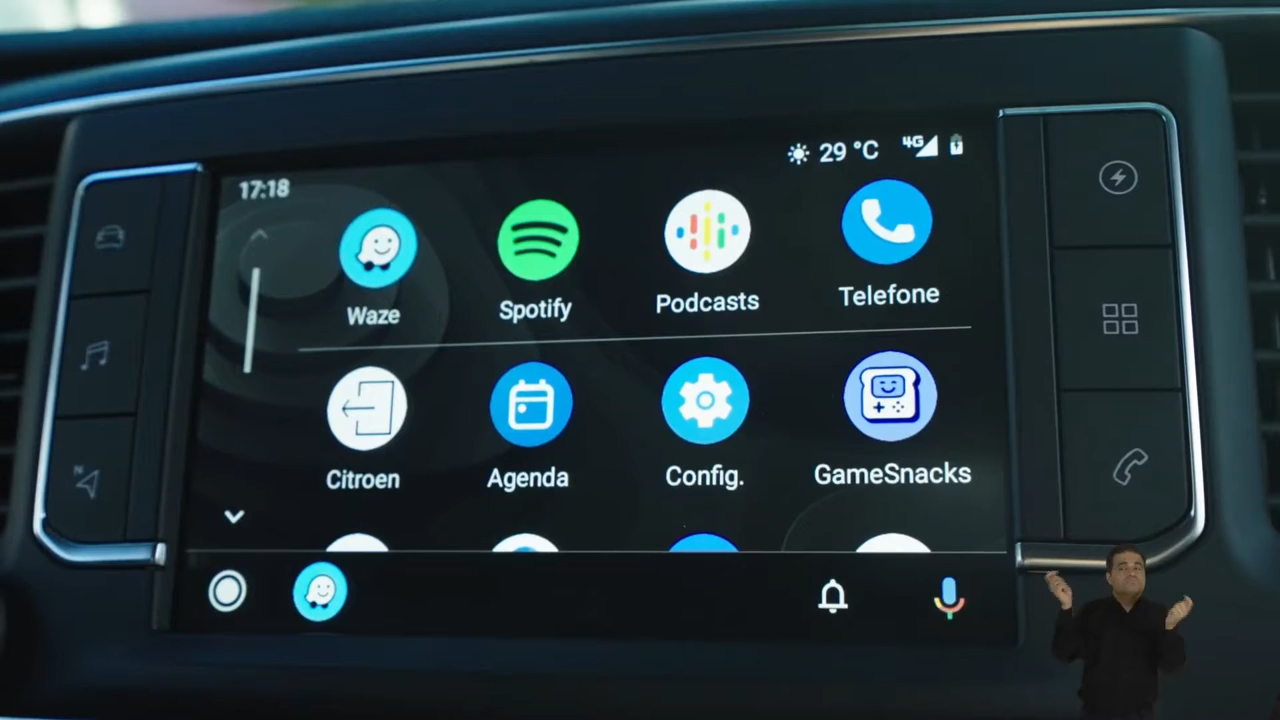 29 °C 4G
17:18
Waze Spotify Podcasts Telefone
Citroen Agenda Config. GameSnacks
N